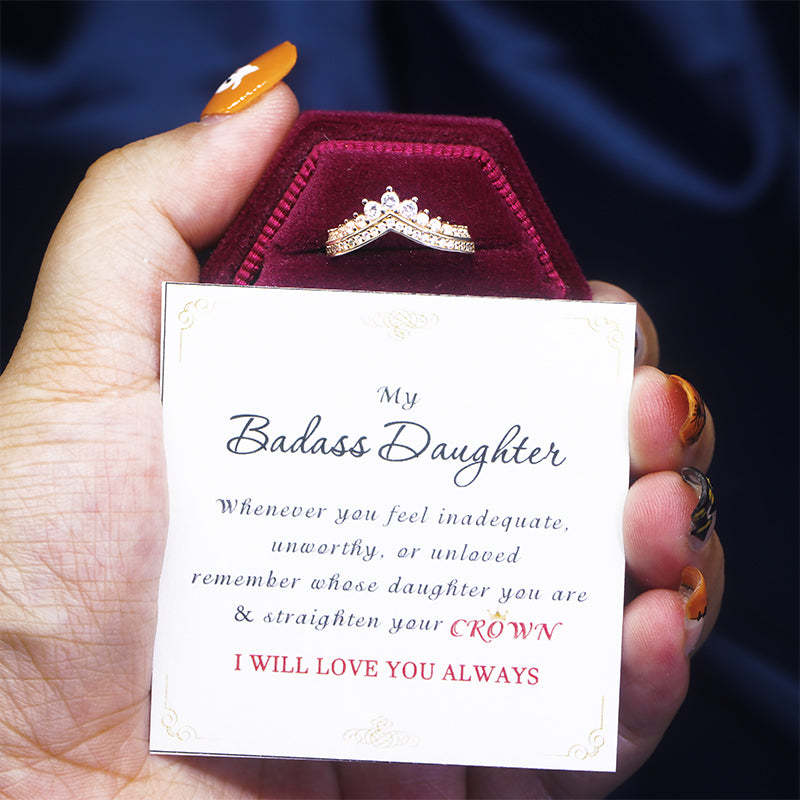 My
Badass Daughter
Whenever you feel inadequate,
unworthy, or unloved
remember whose daughter you are
& straighten your CROWN
I WILL LOVE YOU ALWAYS